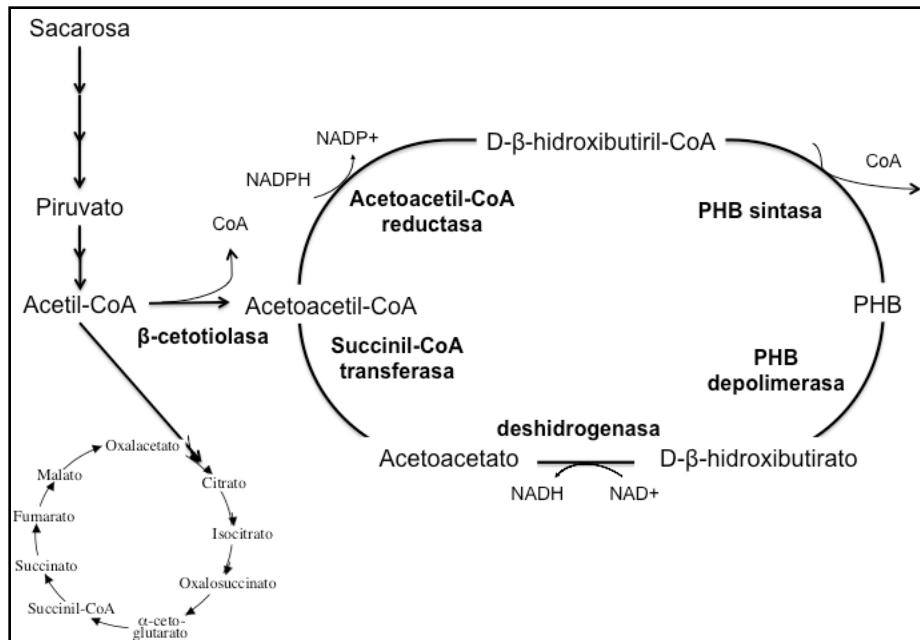 Sacarosa
Piruvato
Acetil-CoA
CoA
β-cetotiolasa
Acetoacetil-CoA
NADPH
NADP+
Acetoacetil-CoA
reductasa
D-β-hidroxibutiril-CoA
CoA
PHB sintasa
PHB
PHB
depolimerasa
D-β-hidroxibutirato
deshidrogenasa
NAD+
NADH
Acetoacetato
Succinil-CoA
transferasa
Oxalacetato
Citrato
Isocitrato
Oxalosuccinato
α-ceto-
glutarato
Succinil-CoA
Succinato
Fumarato
Malato